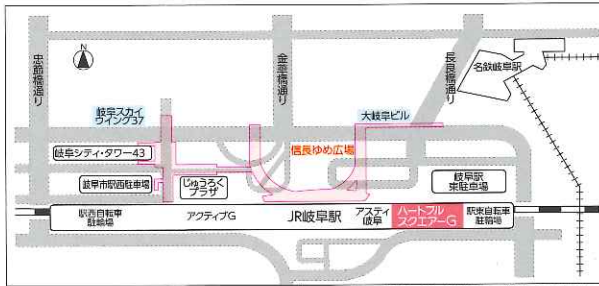 忠節橋通り
N
金華橋通り
長良橋通り
名鉄岐阜駅
岐阜スカイ
ウイング37
大岐阜ビル
岐阜シティ・タワー43
信長ゆめ広場
岐阜市駅西駐車場
じゅうろく
プラザ
岐阜駅
東駐車場
駅西自転車
駐輪場
アクティブG
JR岐阜駅
アスティ
岐阜
ハートフル
スクエアーG
駅東自転車
駐輪場